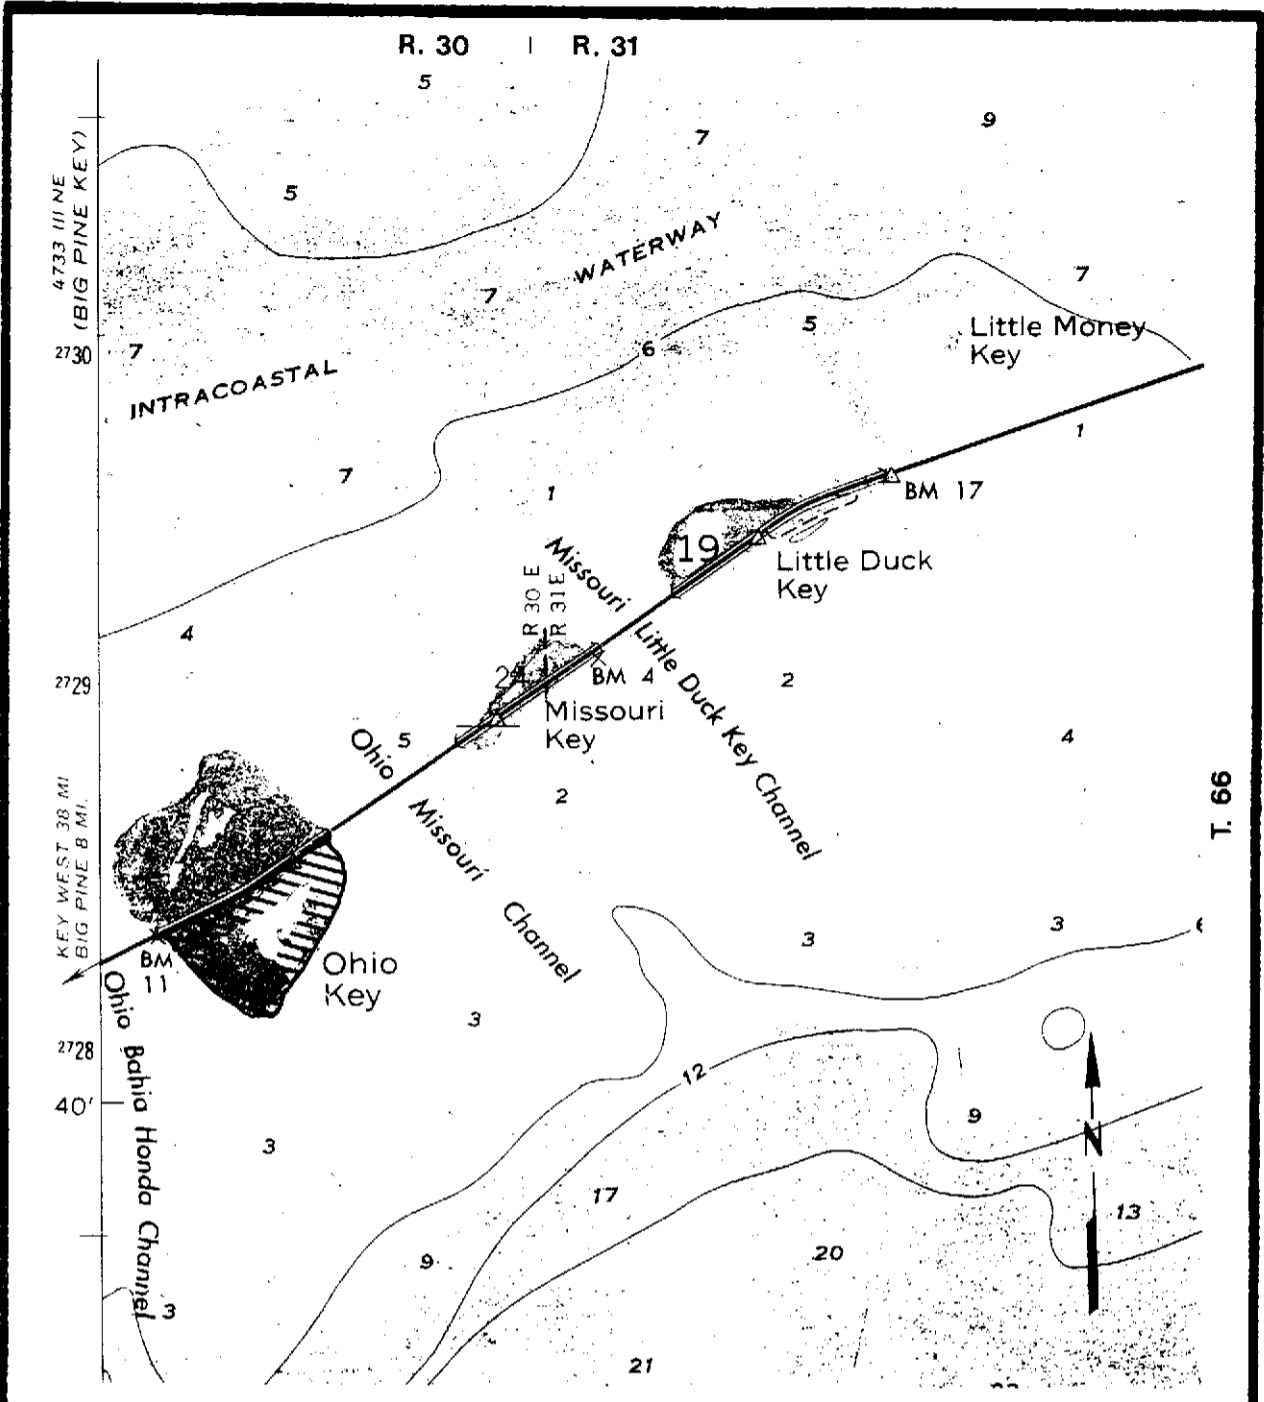 R. 30 | R. 31
5
9
7
4733 III NE
(BIG PINE KEY)
5
WATERWAY
7
7
5
Little Money
Key
2730
7
6
INTRACOASTAL
1
7
1
BM 17
19
Missouri
Little Duck
Key
R 30 E
R 31 E
4
Little Duck Key Channel
24
BM 4
2
2729
Missouri
Key
5
Ohio
4
T. 66
KEY WEST 38 MI
BIG PINE 8 MI.
2
Missouri
Channel
3
3
6
BM
11
Ohio
Key
Ohio Bahia Honda Channel
3
2728
12
40'
9
N
3
17
13
20
9
3
21